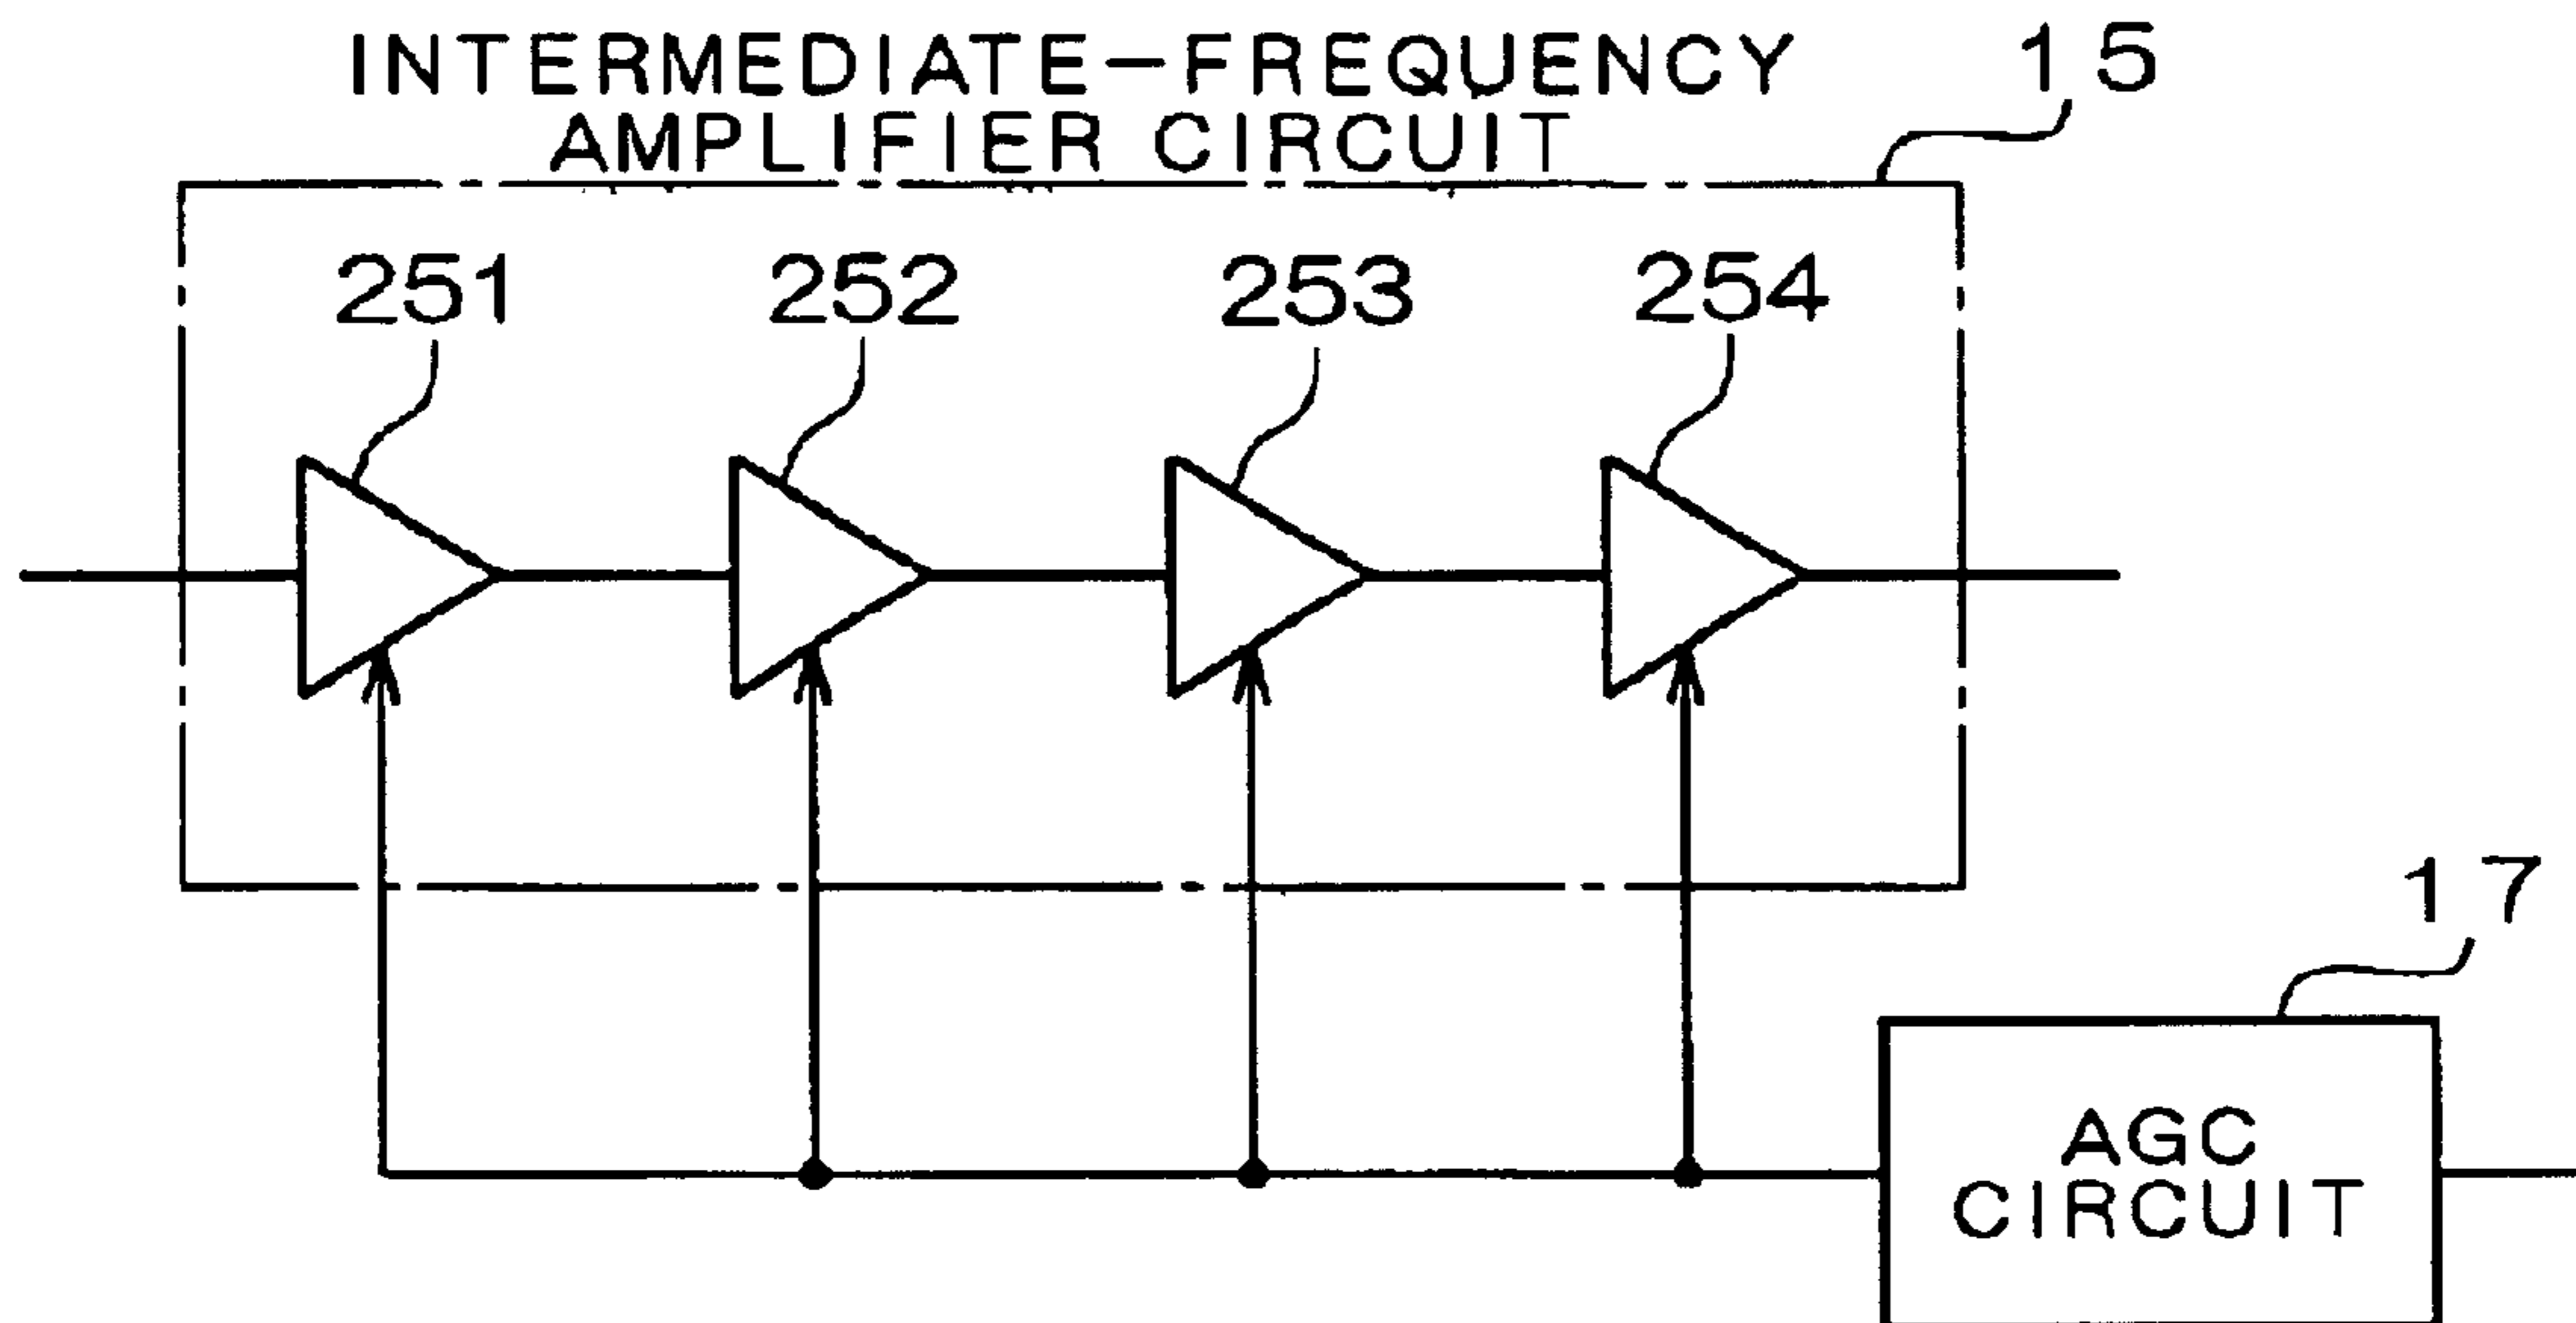 INTERMEDIATE-FREQUENCY
AMPLIFIER CIRCUIT
15
251
252
253
254
17
AGC
CIRCUIT